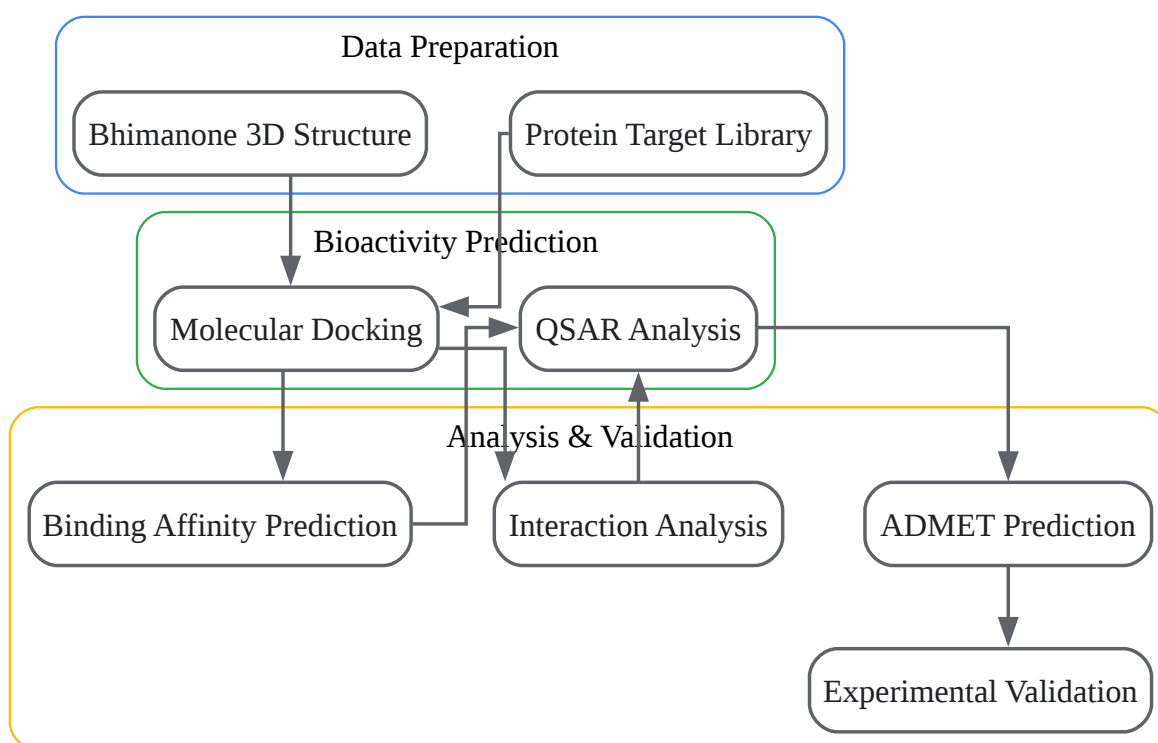 Data Preparation
Bhimanone 3D Structure
Protein Target Library
Bioactivity Prediction
Molecular Docking
QSAR Analysis
Analysis & Validation
Binding Affinity Prediction
Interaction Analysis
ADMET Prediction
Experimental Validation